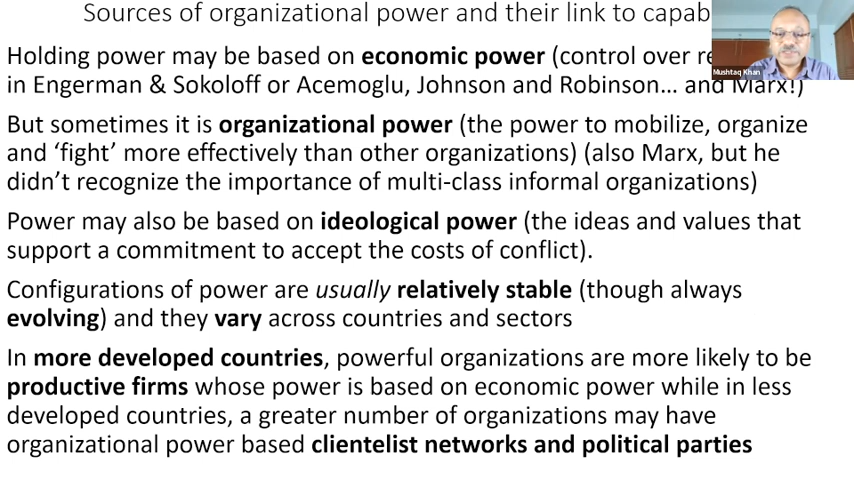 Sources of organizational power and their link to
Mushtaq Khan
Holding power may be based on economic power (control over
in Engerman & Sokoloff or Acemoglu, Johnson and Robinson... and Marx!)
But sometimes it is organizational power (the power to mobilize, organize
and ‘fight’ more effectively than other organizations) (also Marx, but he
didn’t recognize the importance of multi-class informal organizations)
Power may also be based on ideological power (the ideas and values that
support a commitment to accept the costs of conflict).
Configurations of power are usually relatively stable (though always
evolving) and they vary across countries and sectors
In more developed countries, powerful organizations are more likely to be
productive firms whose power is based on economic power while in less
developed countries, a greater number of organizations may have
organizational power based clientelist networks and political parties